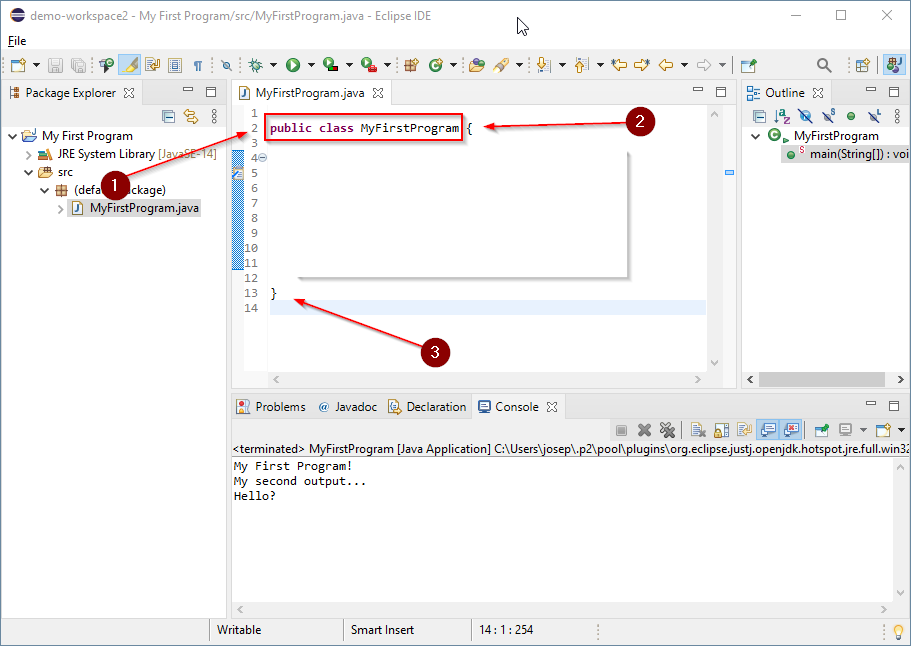 demo-workspace2 - My First Program/src/MyFirstProgram.java - Eclipse IDE
File
Package Explorer
My First Program
JRE System Library [JavaSE-14]
src
(default package)
MyFirstProgram.java
1
MyFirstProgram.java
1
2 public class MyFirstProgram {
3
4
5
6
7
8
9
10
11
12
13 }
14
2
3
Outline
MyFirstProgram
main(String[]) : voi
Problems
@ Javadoc
Declaration
Console
<terminated> MyFirstProgram [Java Application] C:\Users\josep\.p2\pool\plugins\org.eclipse.justj.openjdk.hotspot.jre.full.win32
My First Program!
My second output...
Hello?
Writable
Smart Insert
14 : 1 : 254